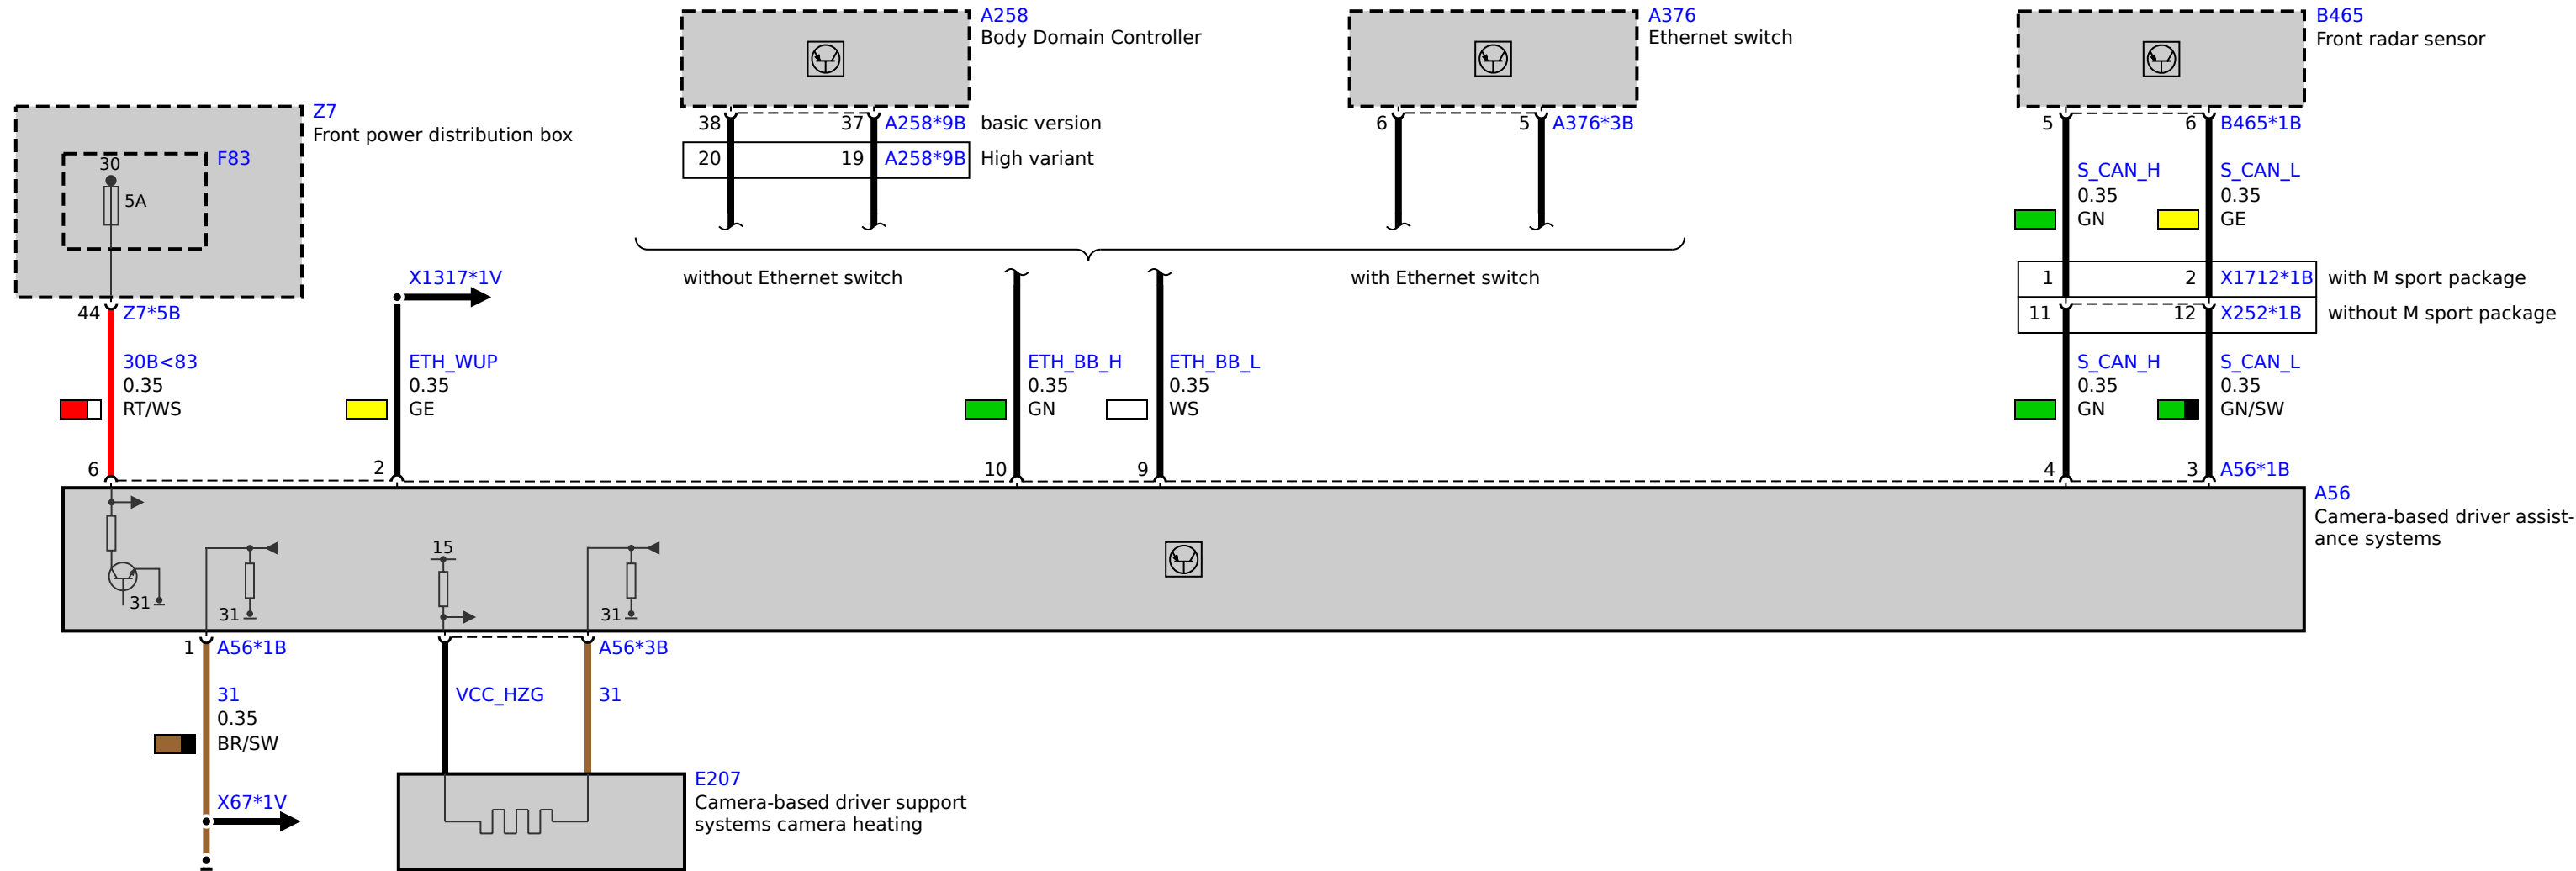 A258
Body Domain Controller
A376
Ethernet switch
B465
Front radar sensor
Z7
Front power distribution box
38
37
A258*9B
basic version
6
5
A376*3B
5
6
B465*1B
30
F83
5A
20
19
A258*9B
High variant
S_CAN_H
0.35
GN
S_CAN_L
0.35
GE
X1317*1V
without Ethernet switch
with Ethernet switch
1
2
X1712*1B
with M sport package
44
Z7*5B
11
12
X252*1B
without M sport package
30B<83
0.35
RT/WS
ETH_WUP
0.35
GE
ETH_BB_H
0.35
GN
ETH_BB_L
0.35
WS
S_CAN_H
0.35
GN
S_CAN_L
0.35
GN/SW
6
2
10
9
4
3
A56*1B
A56
Camera-based driver assist-
ance systems
15
31
31
31
1
A56*1B
A56*3B
31
0.35
BR/SW
VCC_HZG
31
X67*1V
E207
Camera-based driver support
systems camera heating